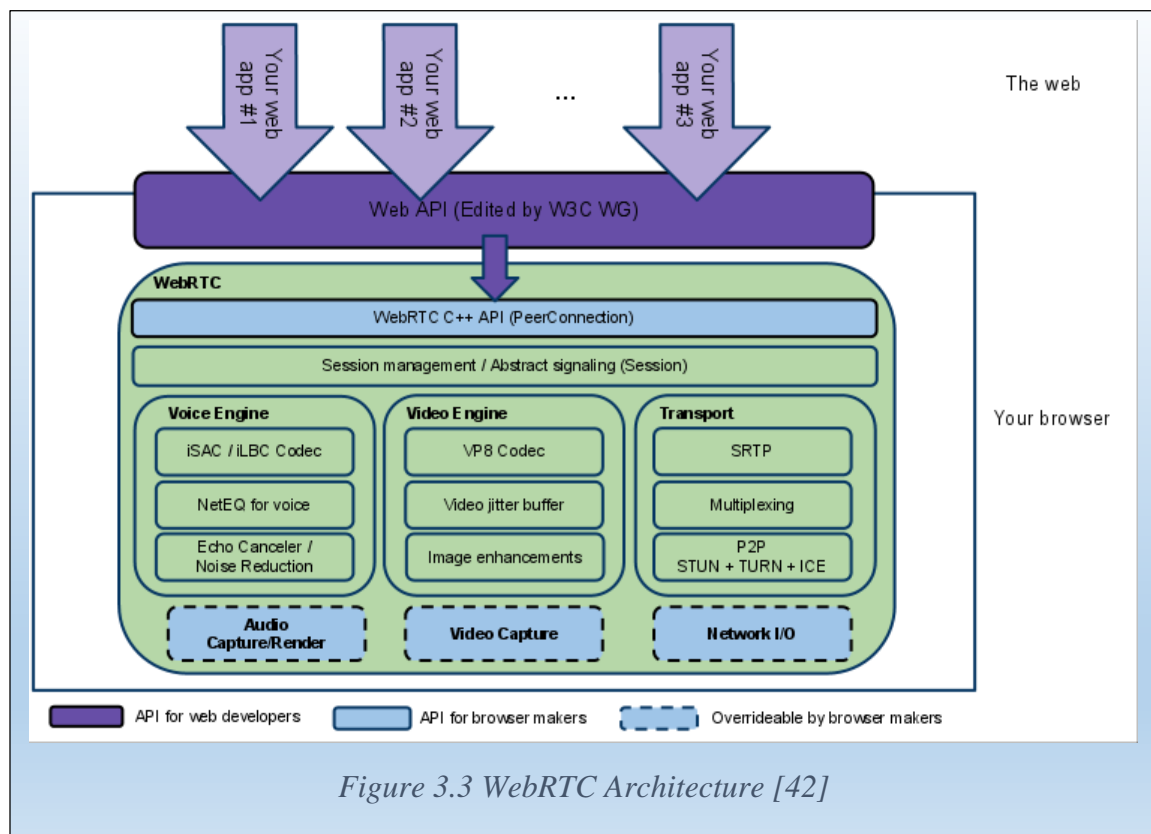 Your web
app #1
Your web
app #2
...
Your web
app #3
The web
Web API (Edited by W3C WG)
WebRTC
WebRTC C++ API (PeerConnection)
Session management / Abstract signaling (Session)
Your browser
Voice Engine
iSAC / iLBC Codec
NetEQ for voice
Echo Canceler /
Noise Reduction
Video Engine
VP8 Codec
Video jitter buffer
Image enhancements
Transport
SRTP
Multiplexing
P2P
STUN + TURN + ICE
Audio
Capture/Render
Video Capture
Network I/O
API for web developers
API for browser makers
Overrideable by browser makers
Figure 3.3 WebRTC Architecture [42]